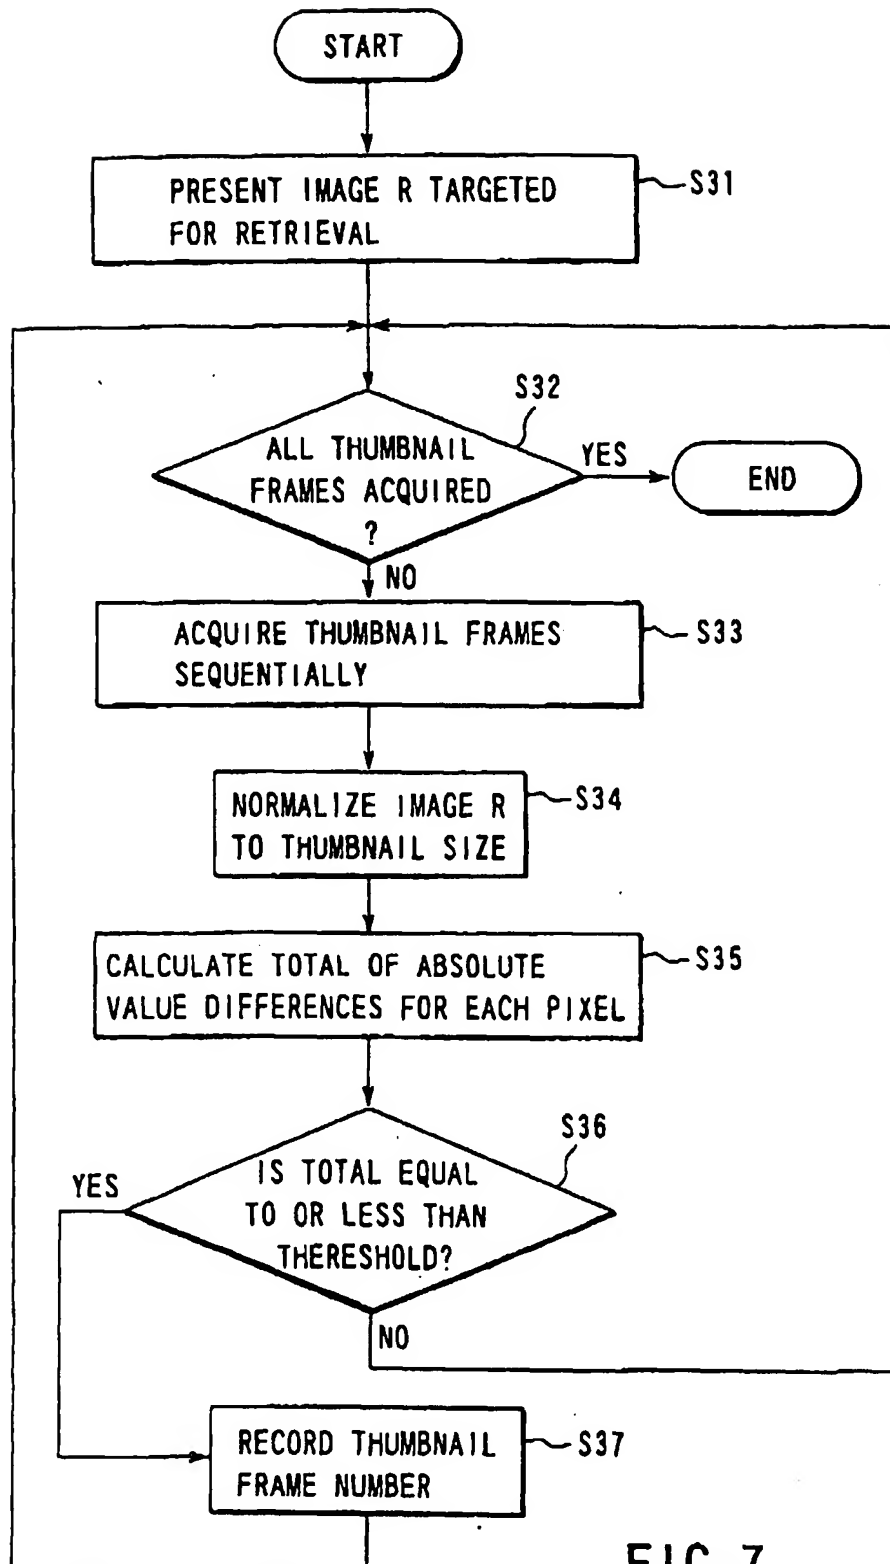 START
PRESENT IMAGE R TARGETED
FOR RETRIEVAL
S31
S32
ALL THUMBNAIL
FRAMES ACQUIRED
?
YES
END
NO
ACQUIRE THUMBNAIL FRAMES
SEQUENTIALLY
S33
NORMALIZE IMAGE R
TO THUMBNAIL SIZE
S34
CALCULATE TOTAL OF ABSOLUTE
VALUE DIFFERENCES FOR EACH PIXEL
S35
S36
IS TOTAL EQUAL
TO OR LESS THAN
THERESHOLD?
YES
NO
RECORD THUMBNAIL
FRAME NUMBER
S37
FIG. 7